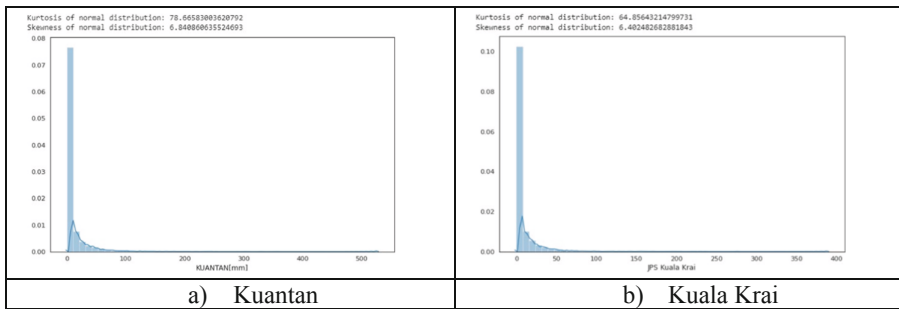 Kurtosis of normal distribution: 78.66583003620792
Skewness of normal distribution: 6.840860635524693
0.08
0.07
0.06
0.05
0.04
0.03
0.02
0.01
0.00
0 100 200 300 400 500
KUANTAN[mm]
a) Kuantan
Kurtosis of normal distribution: 64.85643214799731
Skewness of normal distribution: 6.402482682881843
0.10
0.08
0.06
0.04
0.02
0.00
0 50 100 150 200 250 300 350 400
JPS Kuala Krai
b) Kuala Krai